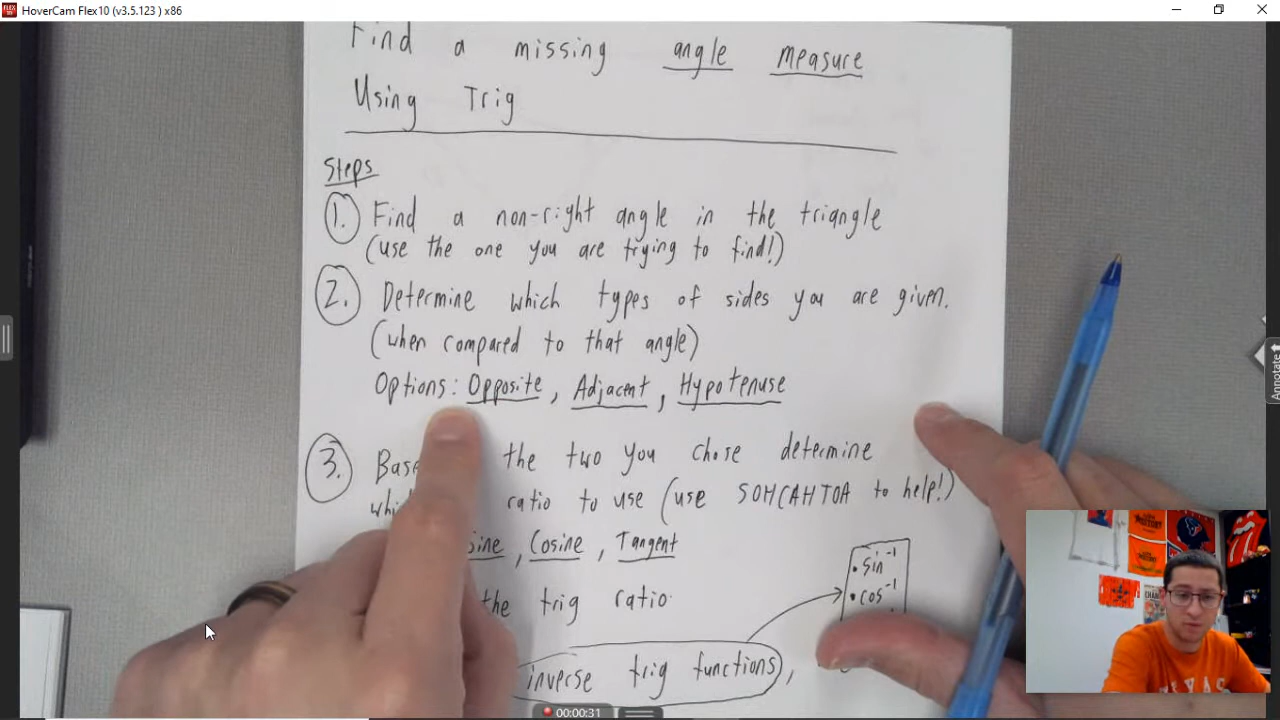 HoverCam Flex10 (v3.5.123 ) x86
Find a missing angle measure
Using Trig
Steps
1. Find a non-right angle in the triangle
(use the one you are trying to find!)
2. Determine which types of sides you are given.
(when compared to that angle)
Options: Opposite, Adjacent, Hypotenuse
3. the two you chose determine
ratio to use (use SOHCAHTOA to help!)
Cosine, Tangent
the trig ratio.
inverse trig functions,
• sin⁻¹
• cos⁻¹
Annotate
00:00:31